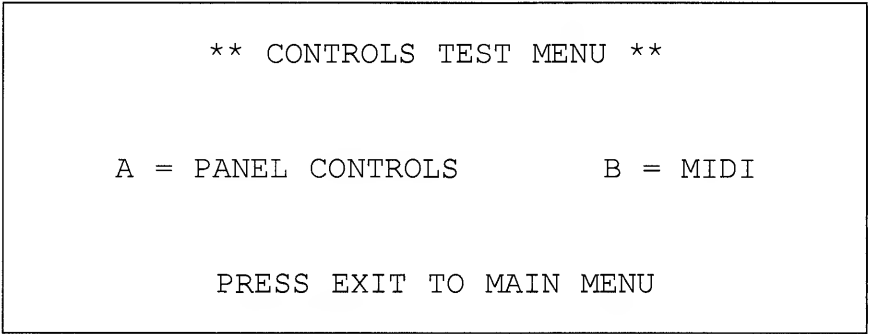 ** CONTROLS TEST MENU **
A = PANEL CONTROLS B = MIDI
PRESS EXIT TO MAIN MENU